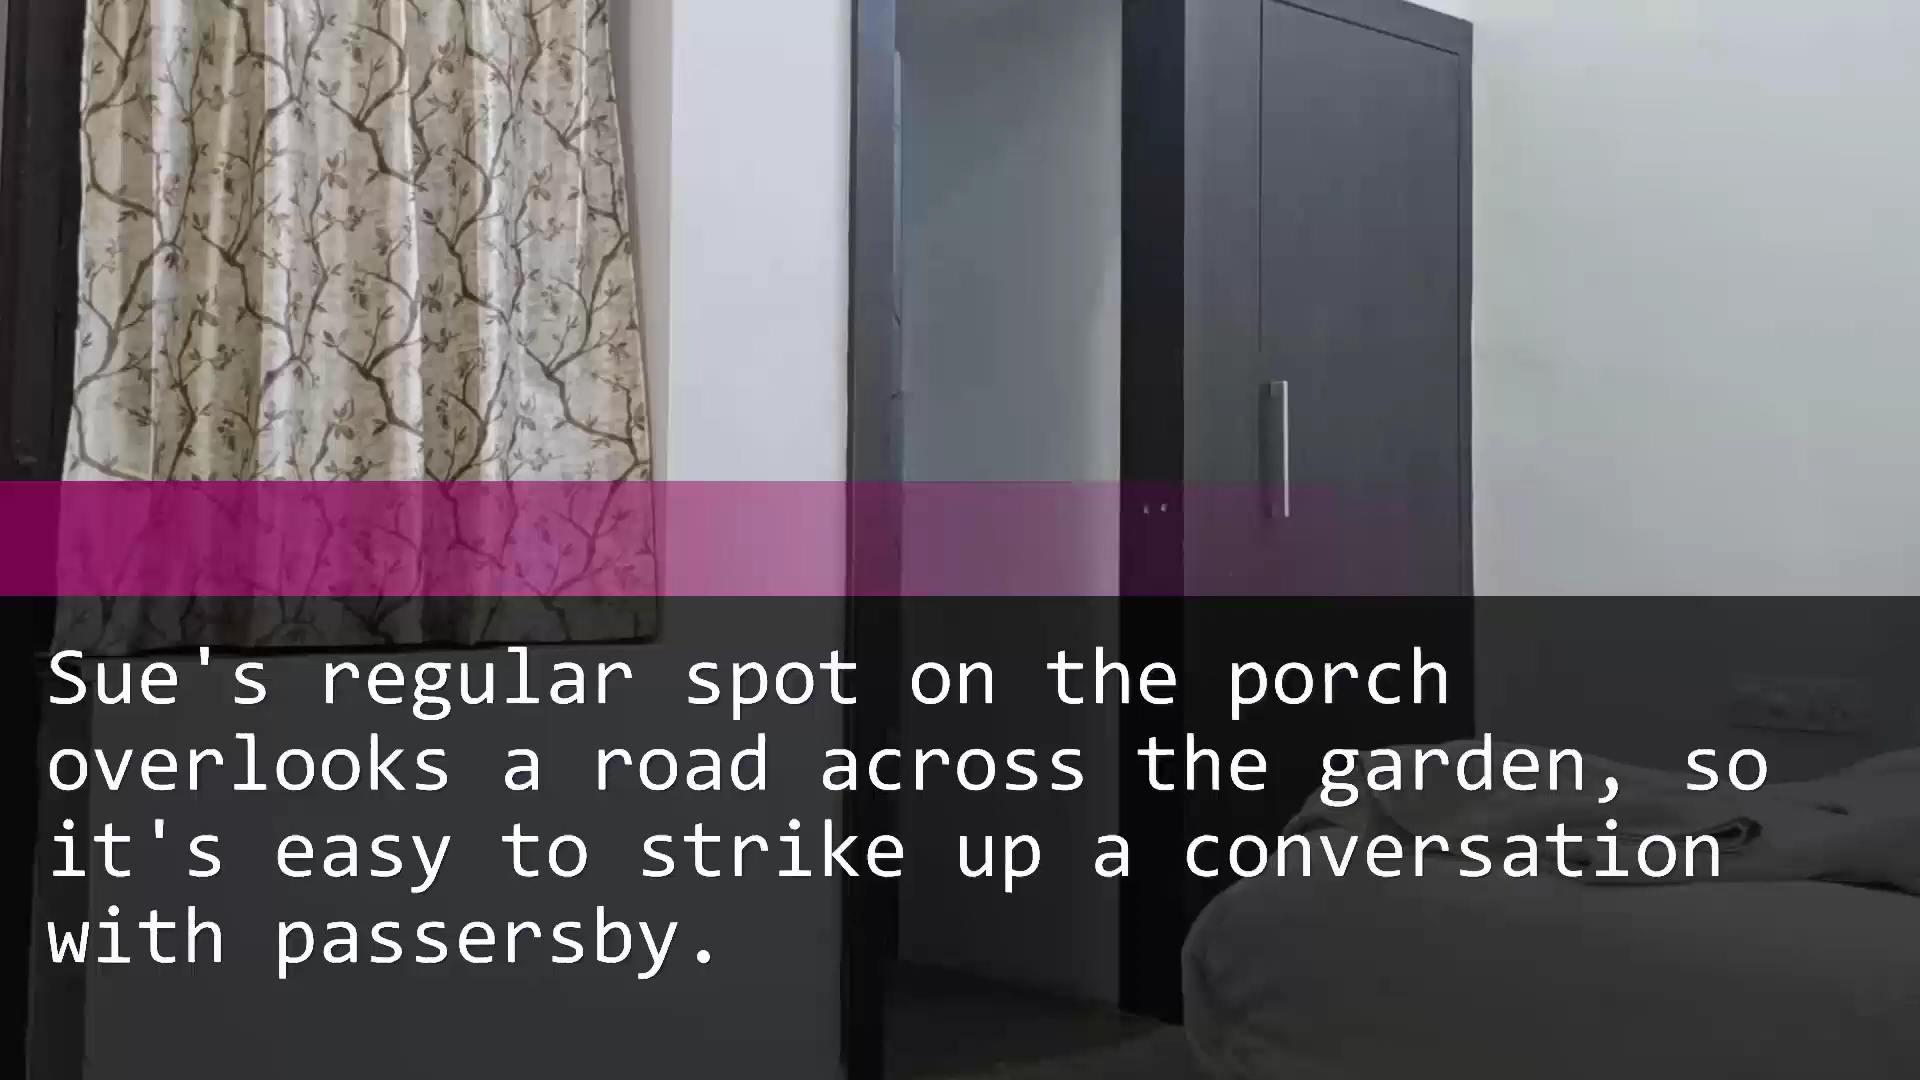 Sue's regular spot on the porch
overlooks a road across the garden, so
it's easy to strike up a conversation
with passersby.